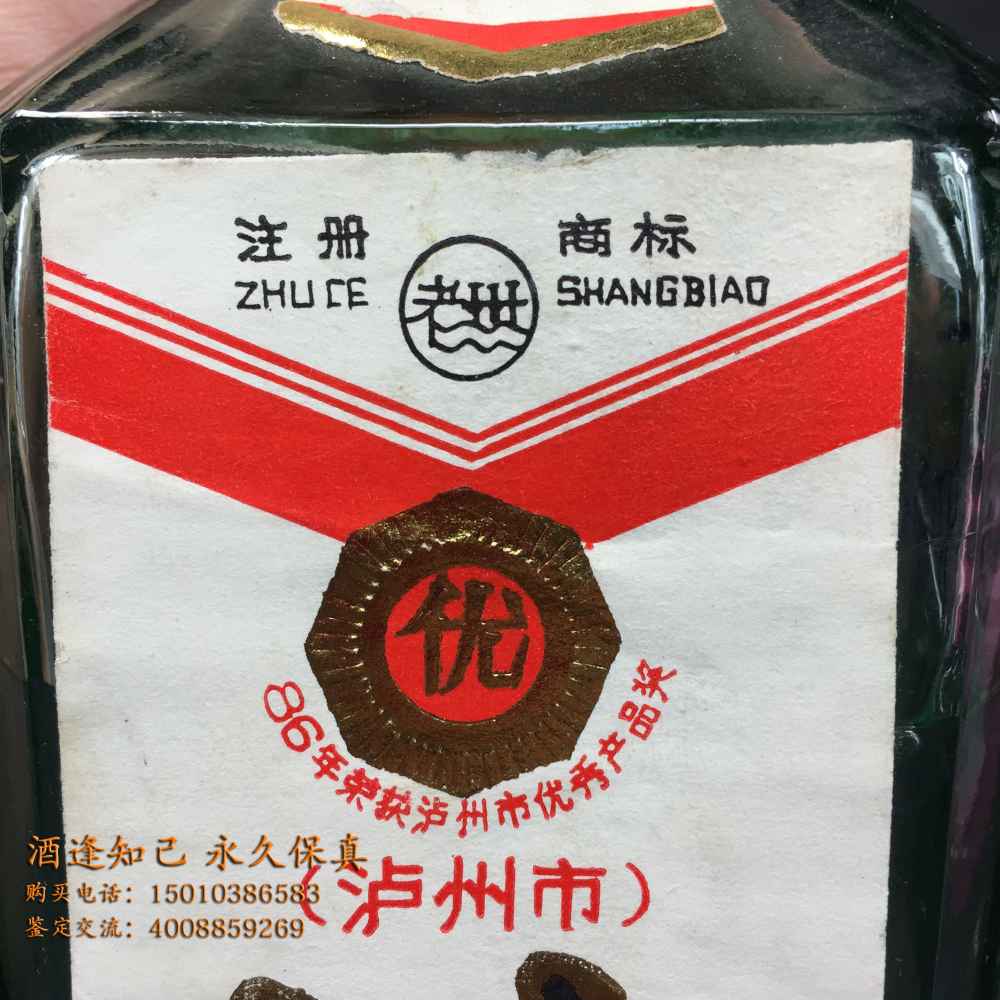 注册 商标
ZHUCE SHANGBIAO
优
86年荣获泸州市优秀产品奖
(泸州市)
酒逢知己 永久保真
购买电话：15010386583
鉴定交流：4008859269